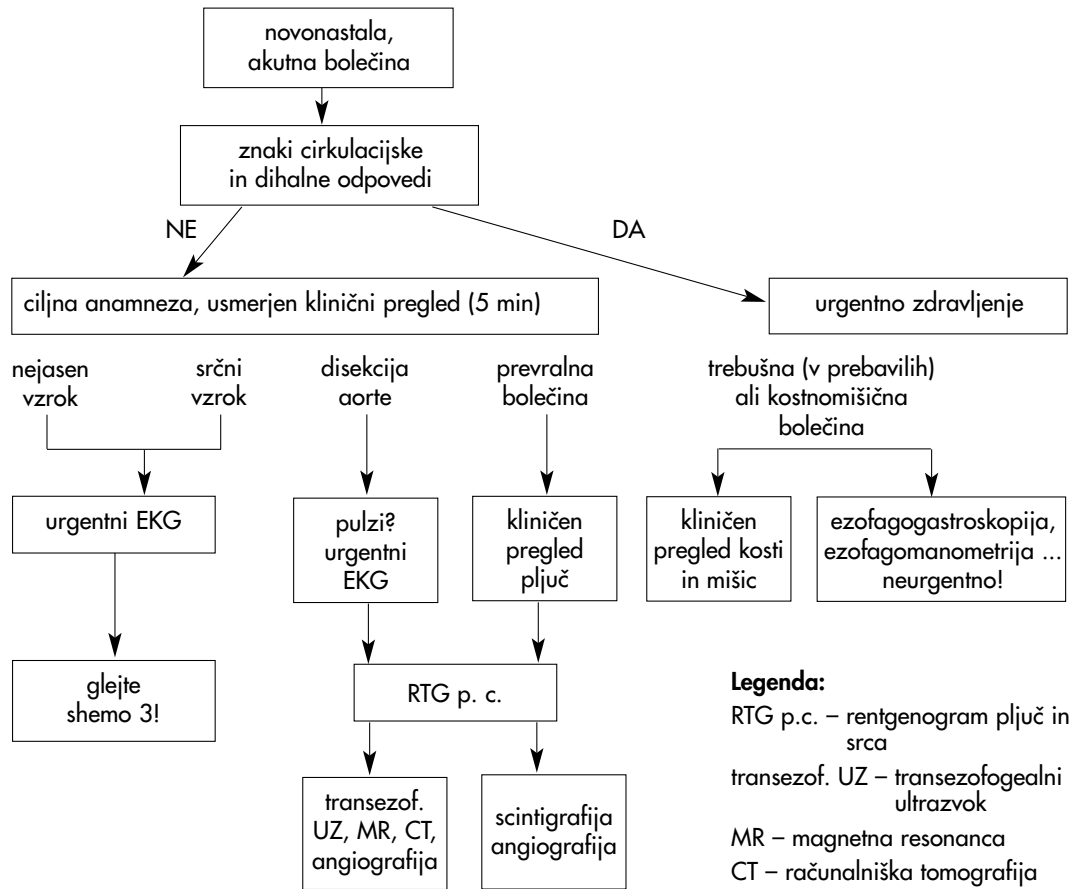 novonastala,
akutna bolečina
znaki cirkulacijske
in dihalne odpovedi
NE
DA
ciljna anamneza, usmerjen klinični pregled (5 min)
urgentno zdravljenje
nejasen
vzrok
srčni
vzrok
disekcija
aorte
prevralna
bolečina
trebušna (v prebavilih)
ali kostnomišična
bolečina
urgentni EKG
pulzi?
urgentni
EKG
kliničen
pregled
pljuč
kliničen
pregled kosti
in mišic
ezofagogastroskopija,
ezofagomanometrija ...
neurgentno!
glejte
shemo 3!
RTG p. c.
transezof.
UZ, MR, CT,
angiografija
scintigrafija
angiografija
Legenda:
RTG p.c. – rentgenogram pljuč in
srca
transezof. UZ – transezofogealni
ultrazvok
MR – magnetna resonanca
CT – računalniška tomografija